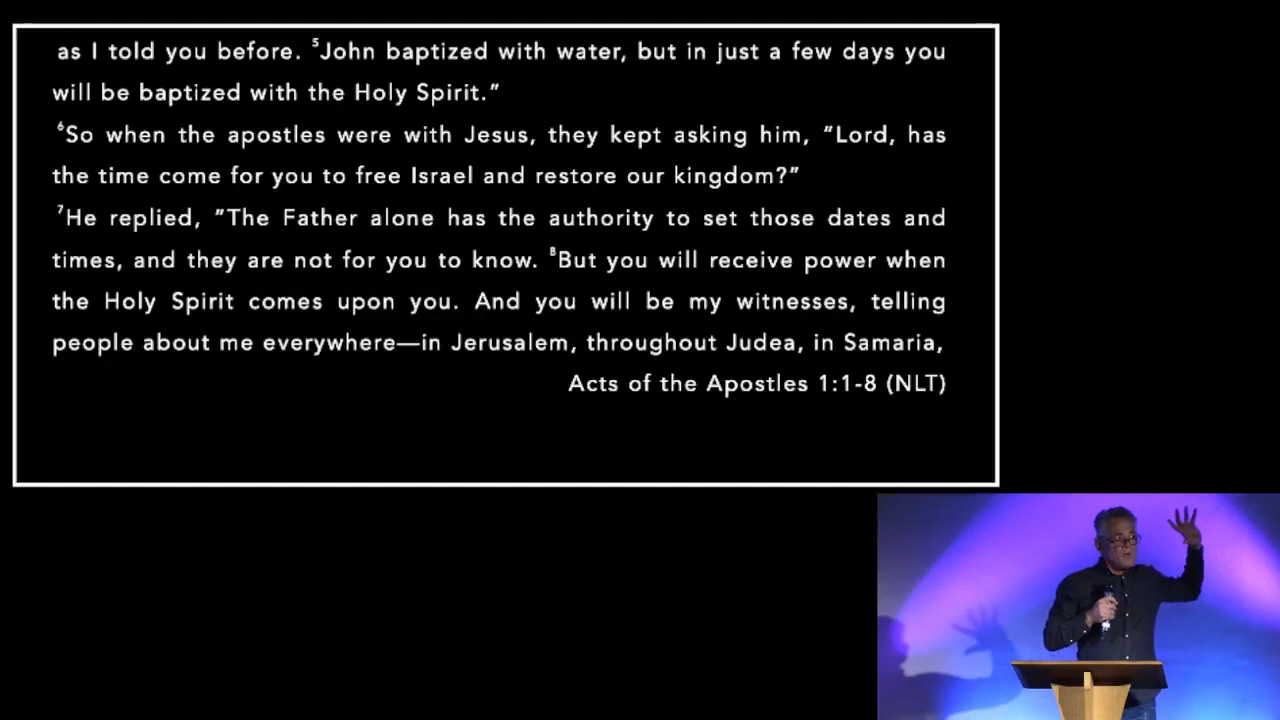 as I told you before. ⁵John baptized with water, but in just a few days you
will be baptized with the Holy Spirit.”
⁶So when the apostles were with Jesus, they kept asking him, “Lord, has
the time come for you to free Israel and restore our kingdom?”
⁷He replied, “The Father alone has the authority to set those dates and
times, and they are not for you to know. ⁸But you will receive power when
the Holy Spirit comes upon you. And you will be my witnesses, telling
people about me everywhere—in Jerusalem, throughout Judea, in Samaria,
Acts of the Apostles 1:1-8 (NLT)